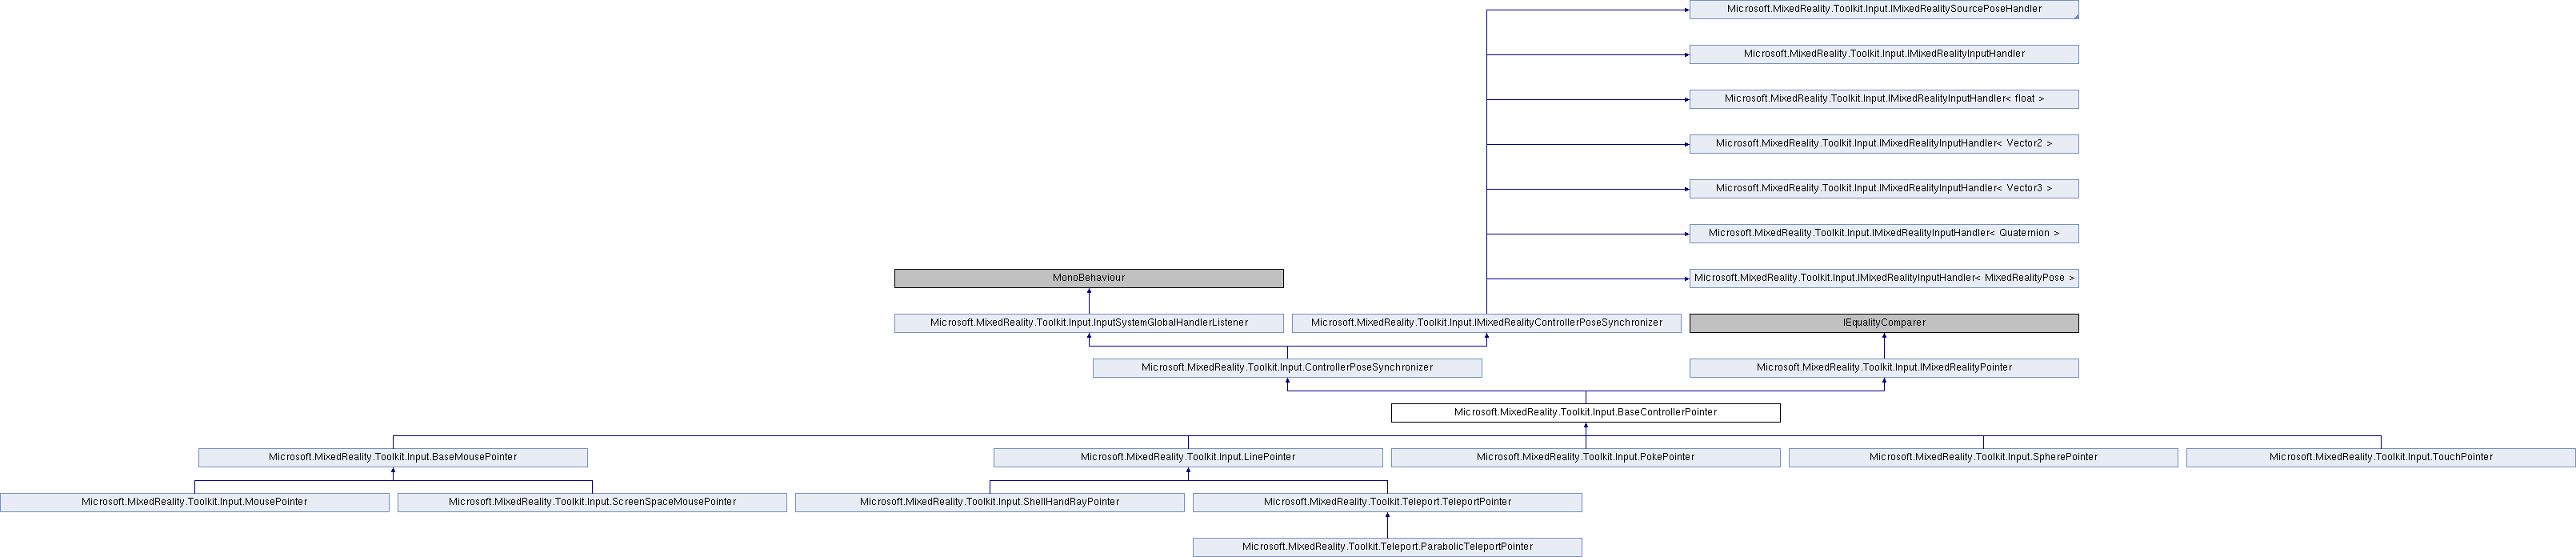 Microsoft.MixedReality.Toolkit.Input.IMixedRealitySourcePoseHandler
Microsoft.MixedReality.Toolkit.Input.IMixedRealityInputHandler
Microsoft.MixedReality.Toolkit.Input.IMixedRealityInputHandler< float >
Microsoft.MixedReality.Toolkit.Input.IMixedRealityInputHandler< Vector2 >
Microsoft.MixedReality.Toolkit.Input.IMixedRealityInputHandler< Vector3 >
Microsoft.MixedReality.Toolkit.Input.IMixedRealityInputHandler< Quaternion >
MonoBehaviour
Microsoft.MixedReality.Toolkit.Input.IMixedRealityInputHandler< MixedRealityPose >
Microsoft.MixedReality.Toolkit.Input.InputSystemGlobalHandlerListener
Microsoft.MixedReality.Toolkit.Input.IMixedRealityControllerPoseSynchronizer
IEqualityComparer
Microsoft.MixedReality.Toolkit.Input.ControllerPoseSynchronizer
Microsoft.MixedReality.Toolkit.Input.IMixedRealityPointer
Microsoft.MixedReality.Toolkit.Input.BaseControllerPointer
Microsoft.MixedReality.Toolkit.Input.BaseMousePointer
Microsoft.MixedReality.Toolkit.Input.LinePointer
Microsoft.MixedReality.Toolkit.Input.PokePointer
Microsoft.MixedReality.Toolkit.Input.SpherePointer
Microsoft.MixedReality.Toolkit.Input.TouchPointer
Microsoft.MixedReality.Toolkit.Input.MousePointer
Microsoft.MixedReality.Toolkit.Input.ScreenSpaceMousePointer
Microsoft.MixedReality.Toolkit.Input.ShellHandRayPointer
Microsoft.MixedReality.Toolkit.Teleport.TeleportPointer
Microsoft.MixedReality.Toolkit.Teleport.ParabolicTeleportPointer